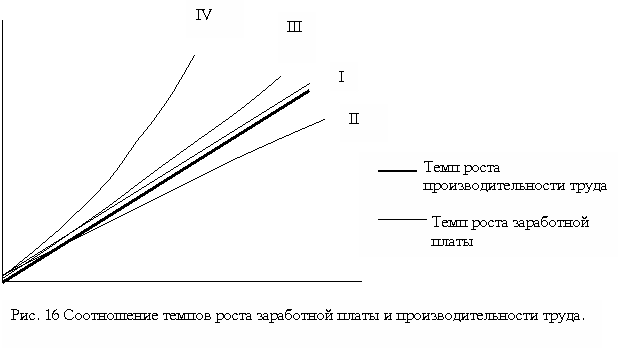 IV
III
I
II
Темп роста
производительности труда
Темп роста заработной
платы
Рис. 16 Соотношение темпов роста заработной платы и производительности труда.